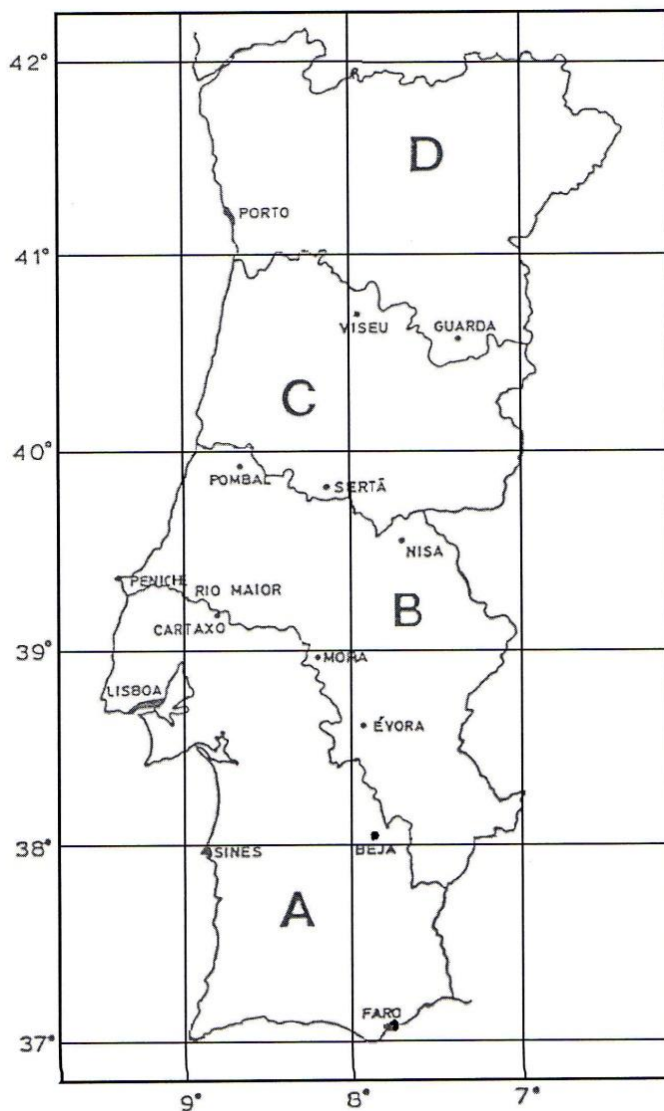 42°
D
PORTO
41°
VISEU
GUARDA
C
40°
POMBAL
SERTÃ
NISA
PENICHE
RIO MAIOR
B
CARTAXO
39°
MORA
LISBOA
ÉVORA
38°
SINES
BEJA
A
FARO
37°
9°
8°
7°